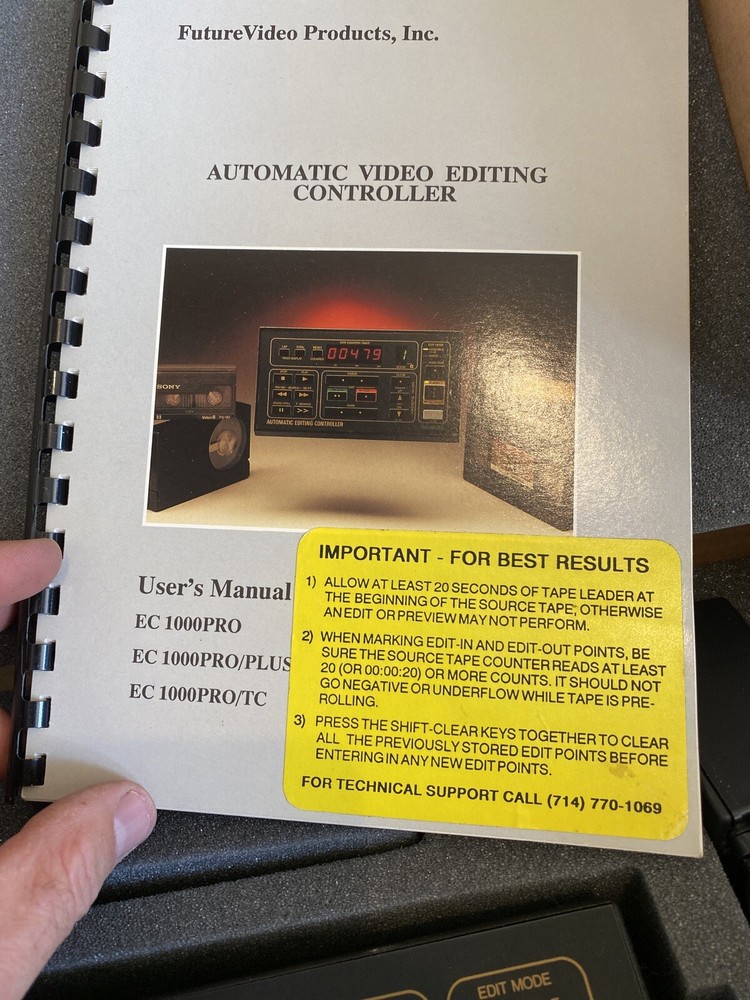 FutureVideo Products, Inc.
AUTOMATIC VIDEO EDITING
CONTROLLER
SONY
00479
1
AUTOMATIC EDITING CONTROLLER
User's Manual
EC 1000PRO
EC 1000PRO/PLUS
EC 1000PRO/TC
IMPORTANT - FOR BEST RESULTS
1) ALLOW AT LEAST 20 SECONDS OF TAPE LEADER AT
THE BEGINNING OF THE SOURCE TAPE; OTHERWISE
AN EDIT OR PREVIEW MAY NOT PERFORM.
2) WHEN MARKING EDIT-IN AND EDIT-OUT POINTS, BE
SURE THE SOURCE TAPE COUNTER READS AT LEAST
20 (OR 00:00:20) OR MORE COUNTS. IT SHOULD NOT
GO NEGATIVE OR UNDERFLOW WHILE TAPE IS PRE-
ROLLING.
3) PRESS THE SHIFT-CLEAR KEYS TOGETHER TO CLEAR
ALL THE PREVIOUSLY STORED EDIT POINTS BEFORE
ENTERING IN ANY NEW EDIT POINTS.
FOR TECHNICAL SUPPORT CALL (714) 770-1069
EDIT MODE